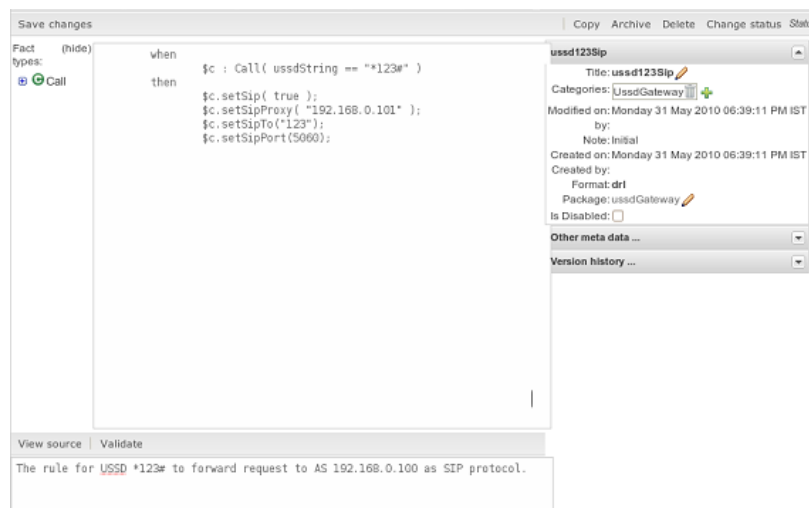 Save changes
Copy Archive Delete Change status
Fact types: (hide)
Call
when
$c : Call( ussdString == "*123#" )
then
$c.setSip( true );
$c.setSipProxy( "192.168.0.101" );
$c.setSipTo("123");
$c.setSipPort(5060);
ussd123Sip
Title: ussd123Sip
Categories: UssdGateway
Modified on: Monday 31 May 2010 06:39:11 PM IST
by:
Note: Initial
Created on: Monday 31 May 2010 06:39:11 PM IST
Created by:
Format: drl
Package: ussdGateway
Is Disabled:
Other meta data ...
Version history ...
View source Validate
The rule for USSD *123# to forward request to AS 192.168.0.100 as SIP protocol.